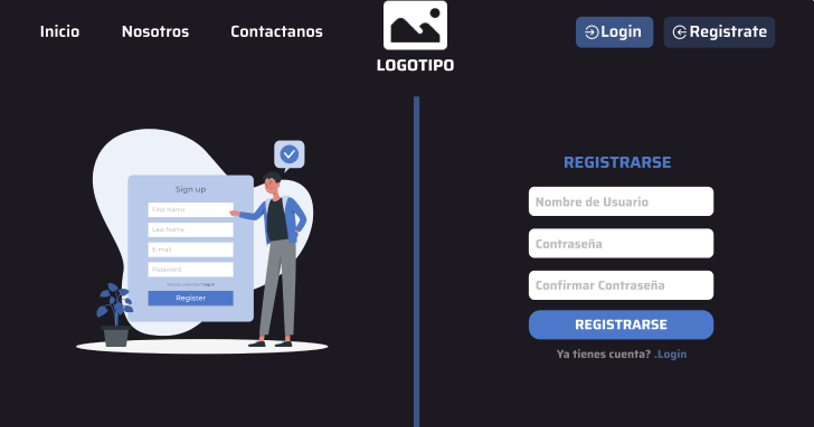 Inicio
Nosotros
Contactanos
LOGOTIPO
Login
Registrate
Sign up
First Name
Last Name
E-mail
Password
Register
REGISTRARSE
Nombre de Usuario
Contraseña
Confirmar Contraseña
REGISTRARSE
Ya tienes cuenta? .Login